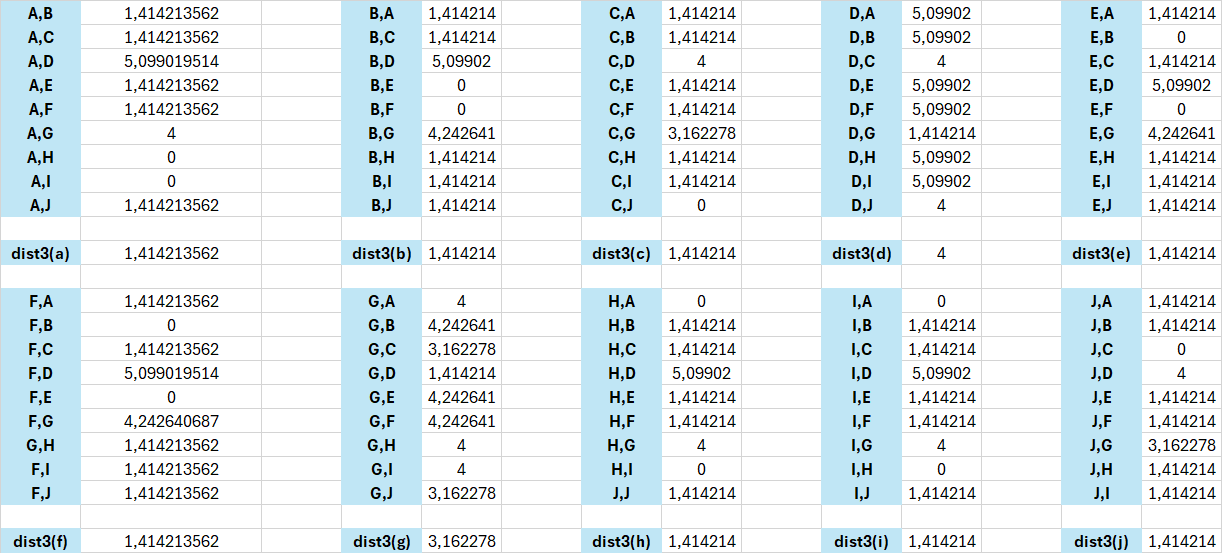 A,B 1,414213562 B,A 1,414214 C,A 1,414214 D,A 5,09902 E,A 1,414214
A,C 1,414213562 B,C 1,414214 C,B 1,414214 D,B 5,09902 E,B 0
A,D 5,099019514 B,D 5,09902 C,D 4 D,C 4 E,C 1,414214
A,E 1,414213562 B,E 0 C,E 1,414214 D,E 5,09902 E,D 5,09902
A,F 1,414213562 B,F 0 C,F 1,414214 D,F 5,09902 E,F 0
A,G 4 B,G 4,242641 C,G 3,162278 D,G 1,414214 E,G 4,242641
A,H 0 B,H 1,414214 C,H 1,414214 D,H 5,09902 E,H 1,414214
A,I 0 B,I 1,414214 C,I 1,414214 D,I 5,09902 E,I 1,414214
A,J 1,414213562 B,J 1,414214 C,J 0 D,J 4 E,J 1,414214
dist3(a) 1,414213562 dist3(b) 1,414214 dist3(c) 1,414214 dist3(d) 4 dist3(e) 1,414214
F,A 1,414213562 G,A 4 H,A 0 I,A 0 J,A 1,414214
F,B 0 G,B 4,242641 H,B 1,414214 I,B 1,414214 J,B 1,414214
F,C 1,414213562 G,C 3,162278 H,C 1,414214 I,C 1,414214 J,C 0
F,D 5,099019514 G,D 1,414214 H,D 5,09902 I,D 5,09902 J,D 4
F,E 0 G,E 4,242641 H,E 1,414214 I,E 1,414214 J,E 1,414214
F,G 4,242640687 G,F 4,242641 H,F 1,414214 I,F 1,414214 J,F 1,414214
G,H 1,414213562 G,H 4 H,G 4 I,G 4 J,G 3,162278
F,I 1,414213562 G,I 4 H,I 0 I,H 0 J,H 1,414214
F,J 1,414213562 G,J 3,162278 J,J 1,414214 I,J 1,414214 J,I 1,414214
dist3(f) 1,414213562 dist3(g) 3,162278 dist3(h) 1,414214 dist3(i) 1,414214 dist3(j) 1,414214